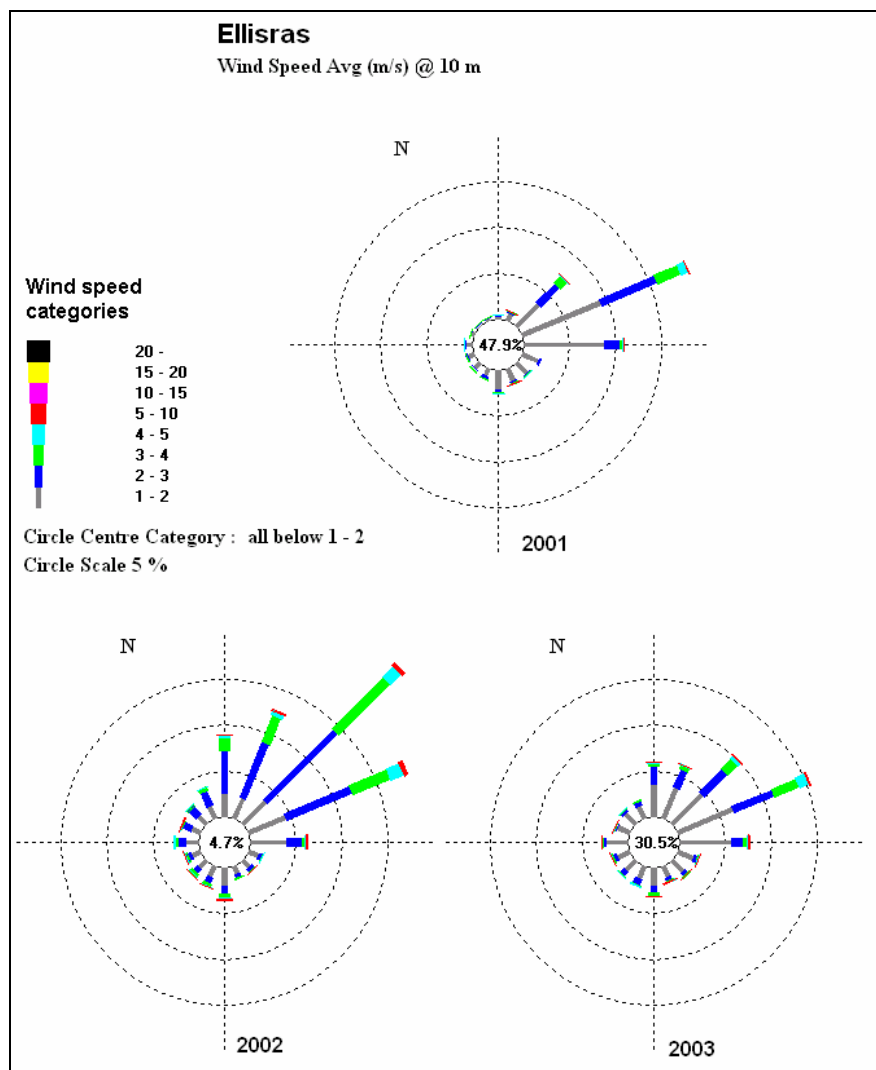 Ellisras
Wind Speed Avg (m/s) @ 10 m
N
47.9%
Wind speed
categories
20 -
15 - 20
10 - 15
5 - 10
4 - 5
3 - 4
2 - 3
1 - 2
Circle Centre Category : all below 1 - 2
Circle Scale 5 %
2001
N
4.7%
2002
N
30.5%
2003